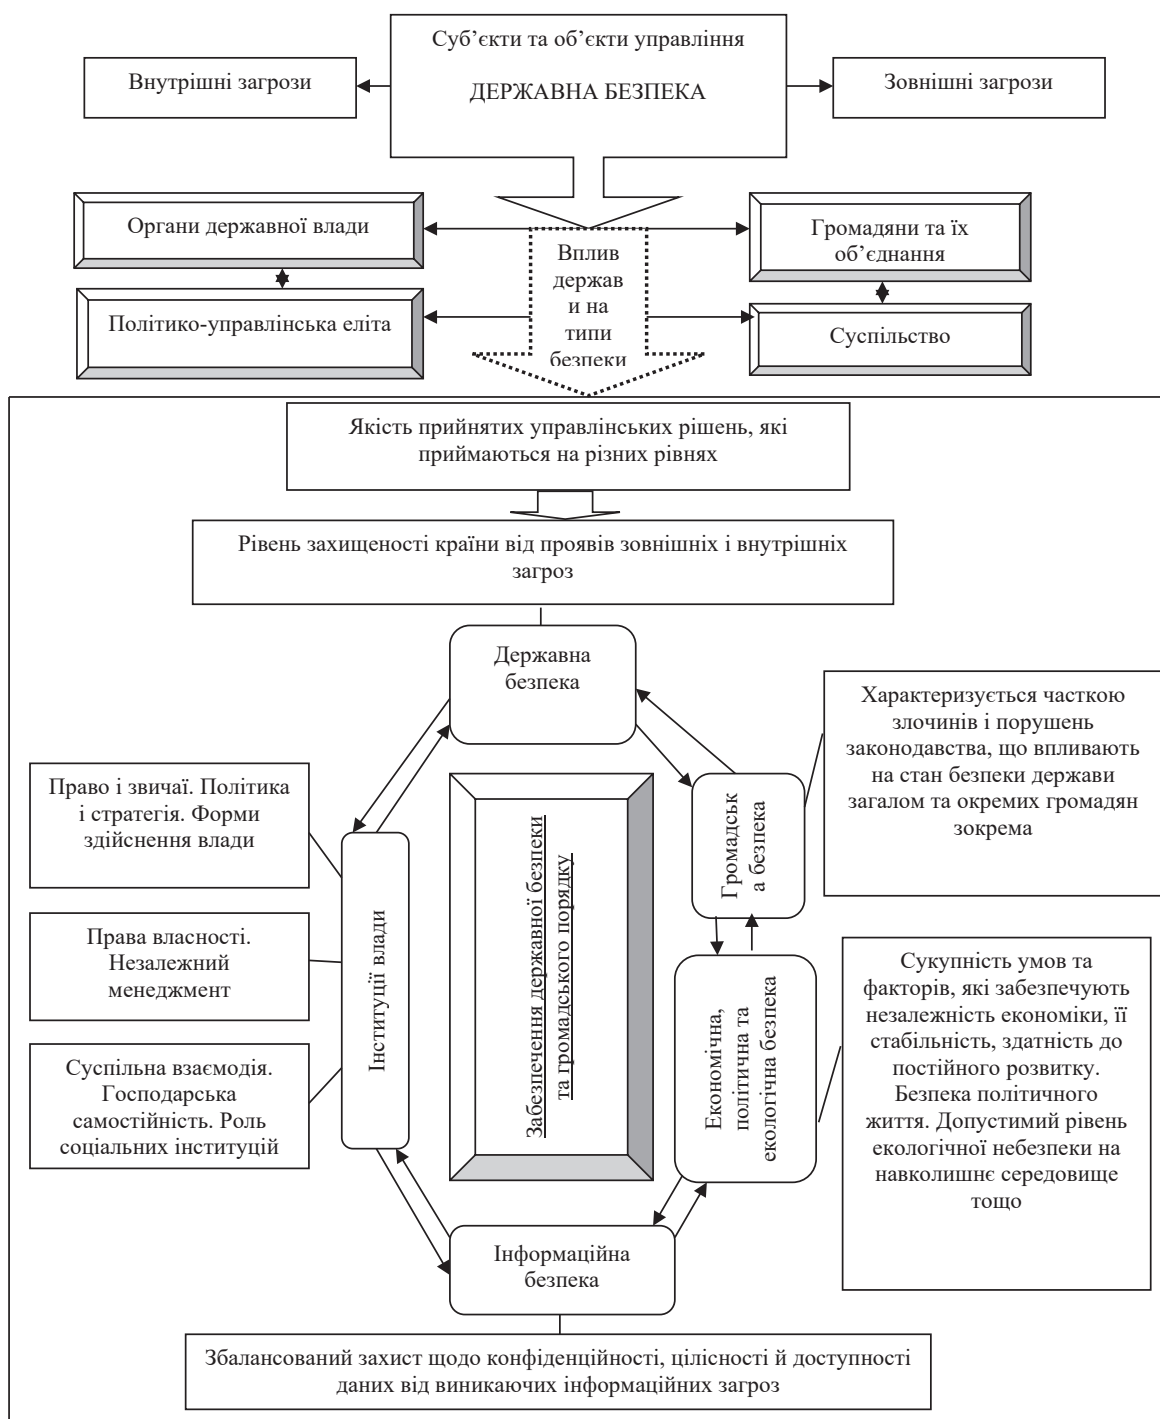 Суб’єкти та об’єкти управління
ДЕРЖАВНА БЕЗПЕКА
Внутрішні загрози
Зовнішні загрози
Органи державної влади
Громадяни та їх
об’єднання
Вплив
держав
и на
типи
безпеки
Політико-управлінська еліта
Суспільство
Якість прийнятих управлінських рішень, які
приймаються на різних рівнях
Рівень захищеності країни від проявів зовнішніх і внутрішніх
загроз
Державна
безпека
Характеризується часткою
злочинів і порушень
законодавства, що впливають
на стан безпеки держави
загалом та окремих громадян
зокрема
Право і звичаї. Політика
і стратегія. Форми
здійснення влади
Права власності.
Незалежний
менеджмент
Суспільна взаємодія.
Господарська
самостійність. Роль
соціальних інституцій
Інституції влади
Забезпечення державної безпеки
та громадського порядку
Громадськ
а безпека
Економічна,
політична та
екологічна безпека
Сукупність умов та
факторів, які забезпечують
незалежність економіки, її
стабільність, здатність до
постійного розвитку.
Безпека політичного
життя. Допустимий рівень
екологічної небезпеки на
навколишнє середовище
тощо
Інформаційна
безпека
Збалансований захист щодо конфіденційності, цілісності й доступності
даних від виникаючих інформаційних загроз